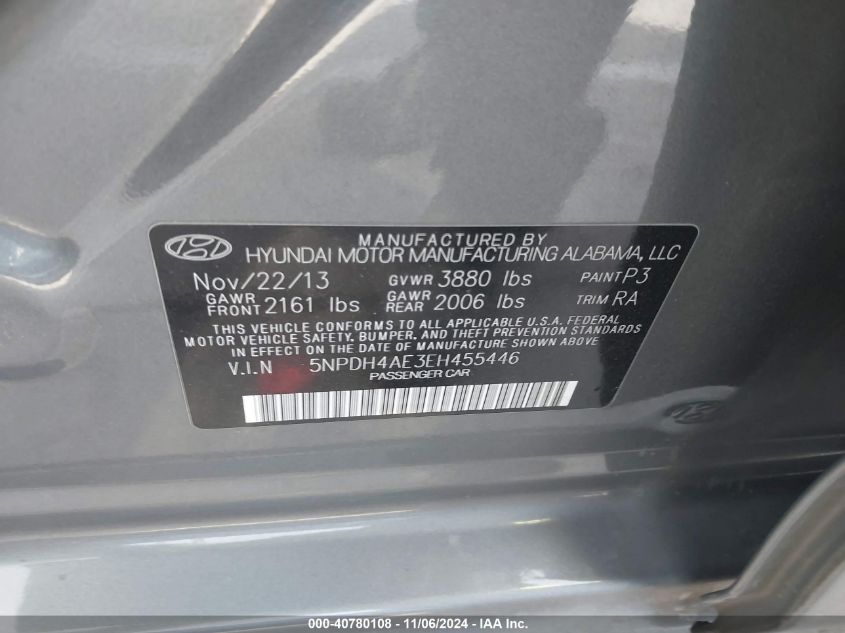 MANUFACTURED BY
HYUNDAI MOTOR MANUFACTURING ALABAMA, LLC
Nov/22/13 GVWR 3880 lbs PAINT P3
GAWR FRONT 2161 lbs GAWR REAR 2006 lbs TRIM RA
THIS VEHICLE CONFORMS TO ALL APPLICABLE U.S.A. FEDERAL
MOTOR VEHICLE SAFETY, BUMPER, AND THEFT PREVENTION STANDARDS
IN EFFECT ON THE DATE OF MANUFACTURE SHOWN ABOVE.
V.I.N 5NPDH4AE3EH455446
PASSENGER CAR
000-40780108 - 11/06/2024 - IAAI Inc.